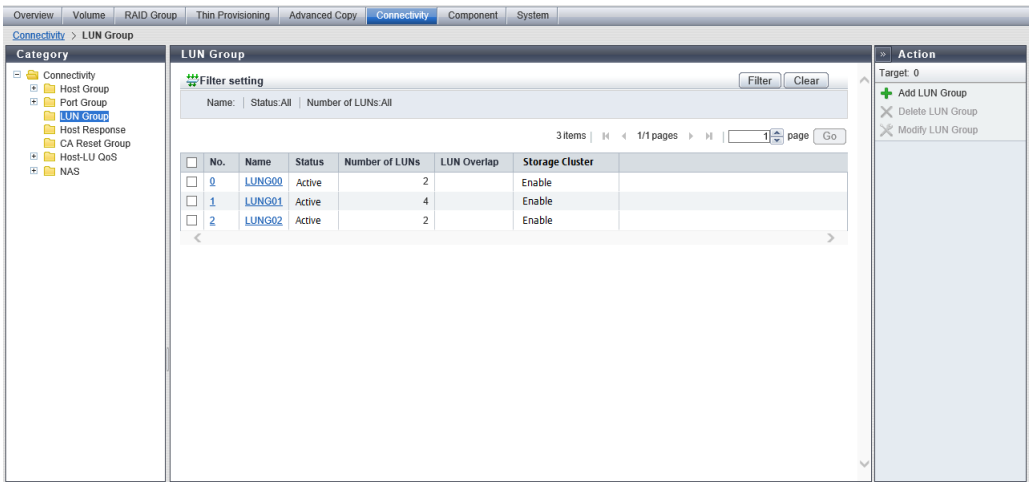 Overview Volume RAID Group Thin Provisioning Advanced Copy Connectivity Component System
Connectivity > LUN Group
Category
Connectivity
Host Group
Port Group
LUN Group
Host Response
CA Reset Group
Host-LU QoS
NAS
LUN Group
Filter setting Filter Clear
Name: Status:All Number of LUNs:All
3 items 1/1 pages 1 page Go
No. Name Status Number of LUNs LUN Overlap Storage Cluster
0 LUNG00 Active 2 Enable
1 LUNG01 Active 4 Enable
2 LUNG02 Active 2 Enable
» Action
Target: 0
Add LUN Group
Delete LUN Group
Modify LUN Group